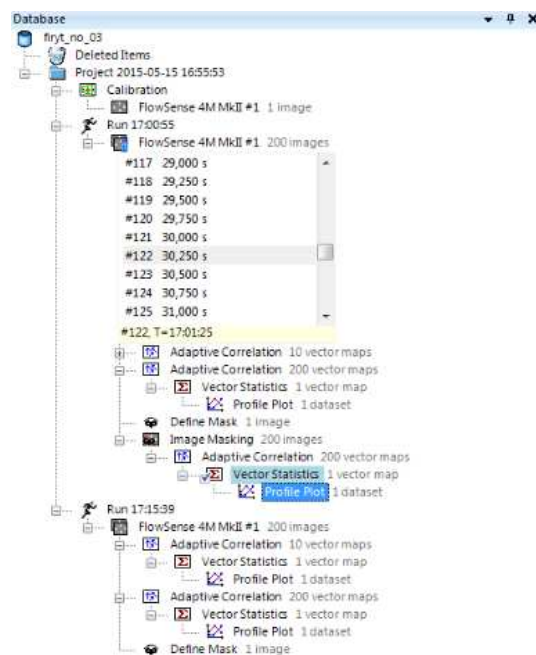 Database
firyt_no_03
Deleted Items
Project 2015-05-15 16:55:53
Calibration
FlowSense 4M MkII #1 1 image
Run 17:00:55
FlowSense 4M MkII #1 200 images
#117 29,000 s
#118 29,250 s
#119 29,500 s
#120 29,750 s
#121 30,000 s
#122 30,250 s
#123 30,500 s
#124 30,750 s
#125 31,000 s
#122, T=17:01:25
Adaptive Correlation 10 vector maps
Adaptive Correlation 200 vector maps
Vector Statistics 1 vector map
Profile Plot 1 dataset
Define Mask 1 image
Image Masking 200 images
Adaptive Correlation 200 vector maps
Vector Statistics 1 vector map
Profile Plot 1 dataset
Run 17:15:39
FlowSense 4M MkII #1 200 images
Adaptive Correlation 10 vector maps
Vector Statistics 1 vector map
Profile Plot 1 dataset
Adaptive Correlation 200 vector maps
Vector Statistics 1 vector map
Profile Plot 1 dataset
Define Mask 1 image